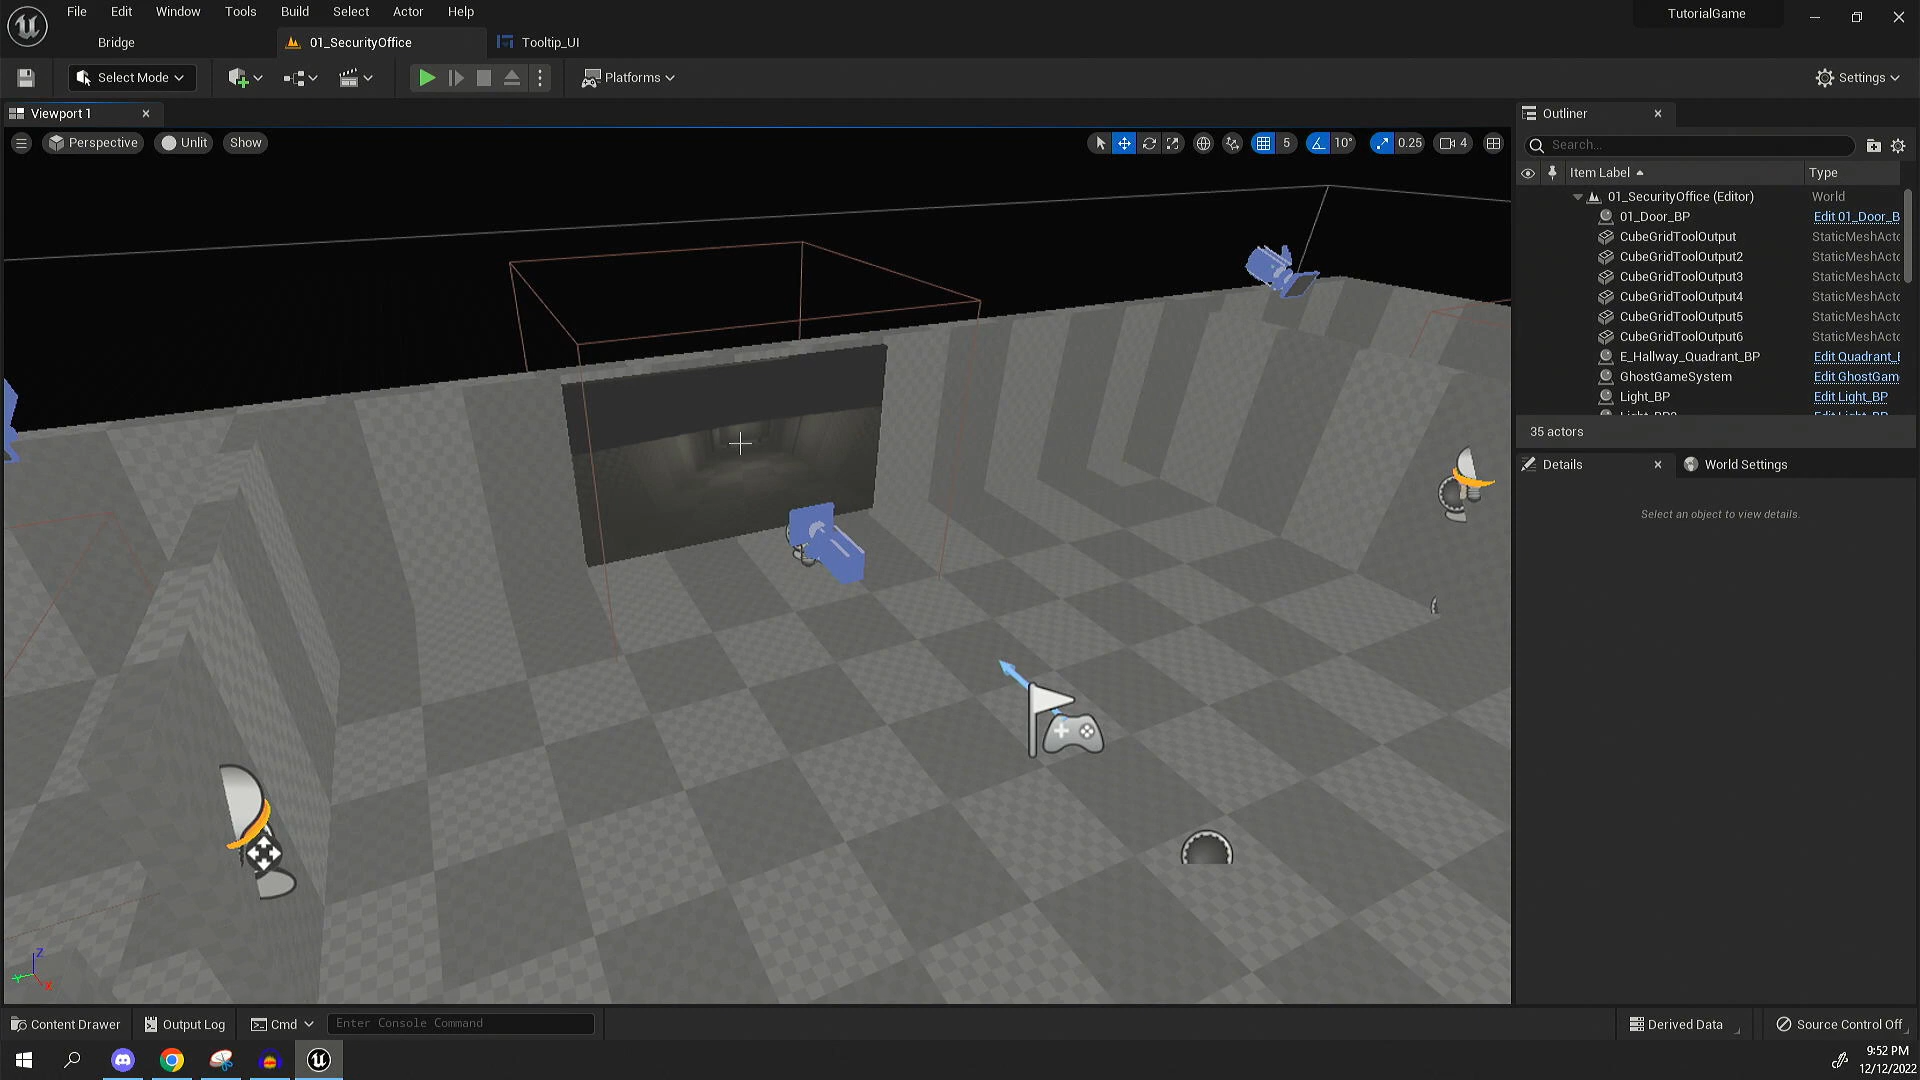 File Edit Window Tools Build Select Actor Help
TutorialGame
Bridge
01_SecurityOffice
Tooltip_UI
Select Mode
Platforms
Settings
Viewport 1
Perspective
Unlit
Show
5
10°
0.25
4
Outliner
Search...
Item Label
Type
01_SecurityOffice (Editor) World
01_Door_BP Edit 01_Door_B
CubeGridToolOutput StaticMeshActo
CubeGridToolOutput2 StaticMeshActo
CubeGridToolOutput3 StaticMeshActo
CubeGridToolOutput4 StaticMeshActo
CubeGridToolOutput5 StaticMeshActo
CubeGridToolOutput6 StaticMeshActo
E_Hallway_Quadrant_BP Edit Quadrant_B
GhostGameSystem Edit GhostGam
Light_BP Edit Light_BP
Light_BP2 Edit Light_BP
35 actors
Details
World Settings
Select an object to view details.
Z
X
Content Drawer
Output Log
Cmd
Enter Console Command
Derived Data
Source Control Off
9:52 PM
12/12/2022